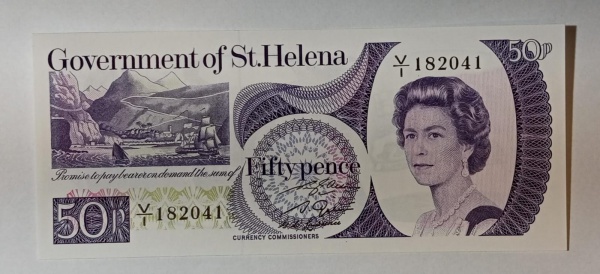 Government of St.Helena
50p
V/1 182041
Promise to pay bearer on demand the sum of
Fifty pence
50p
V/1 182041
CURRENCY COMMISSIONERS